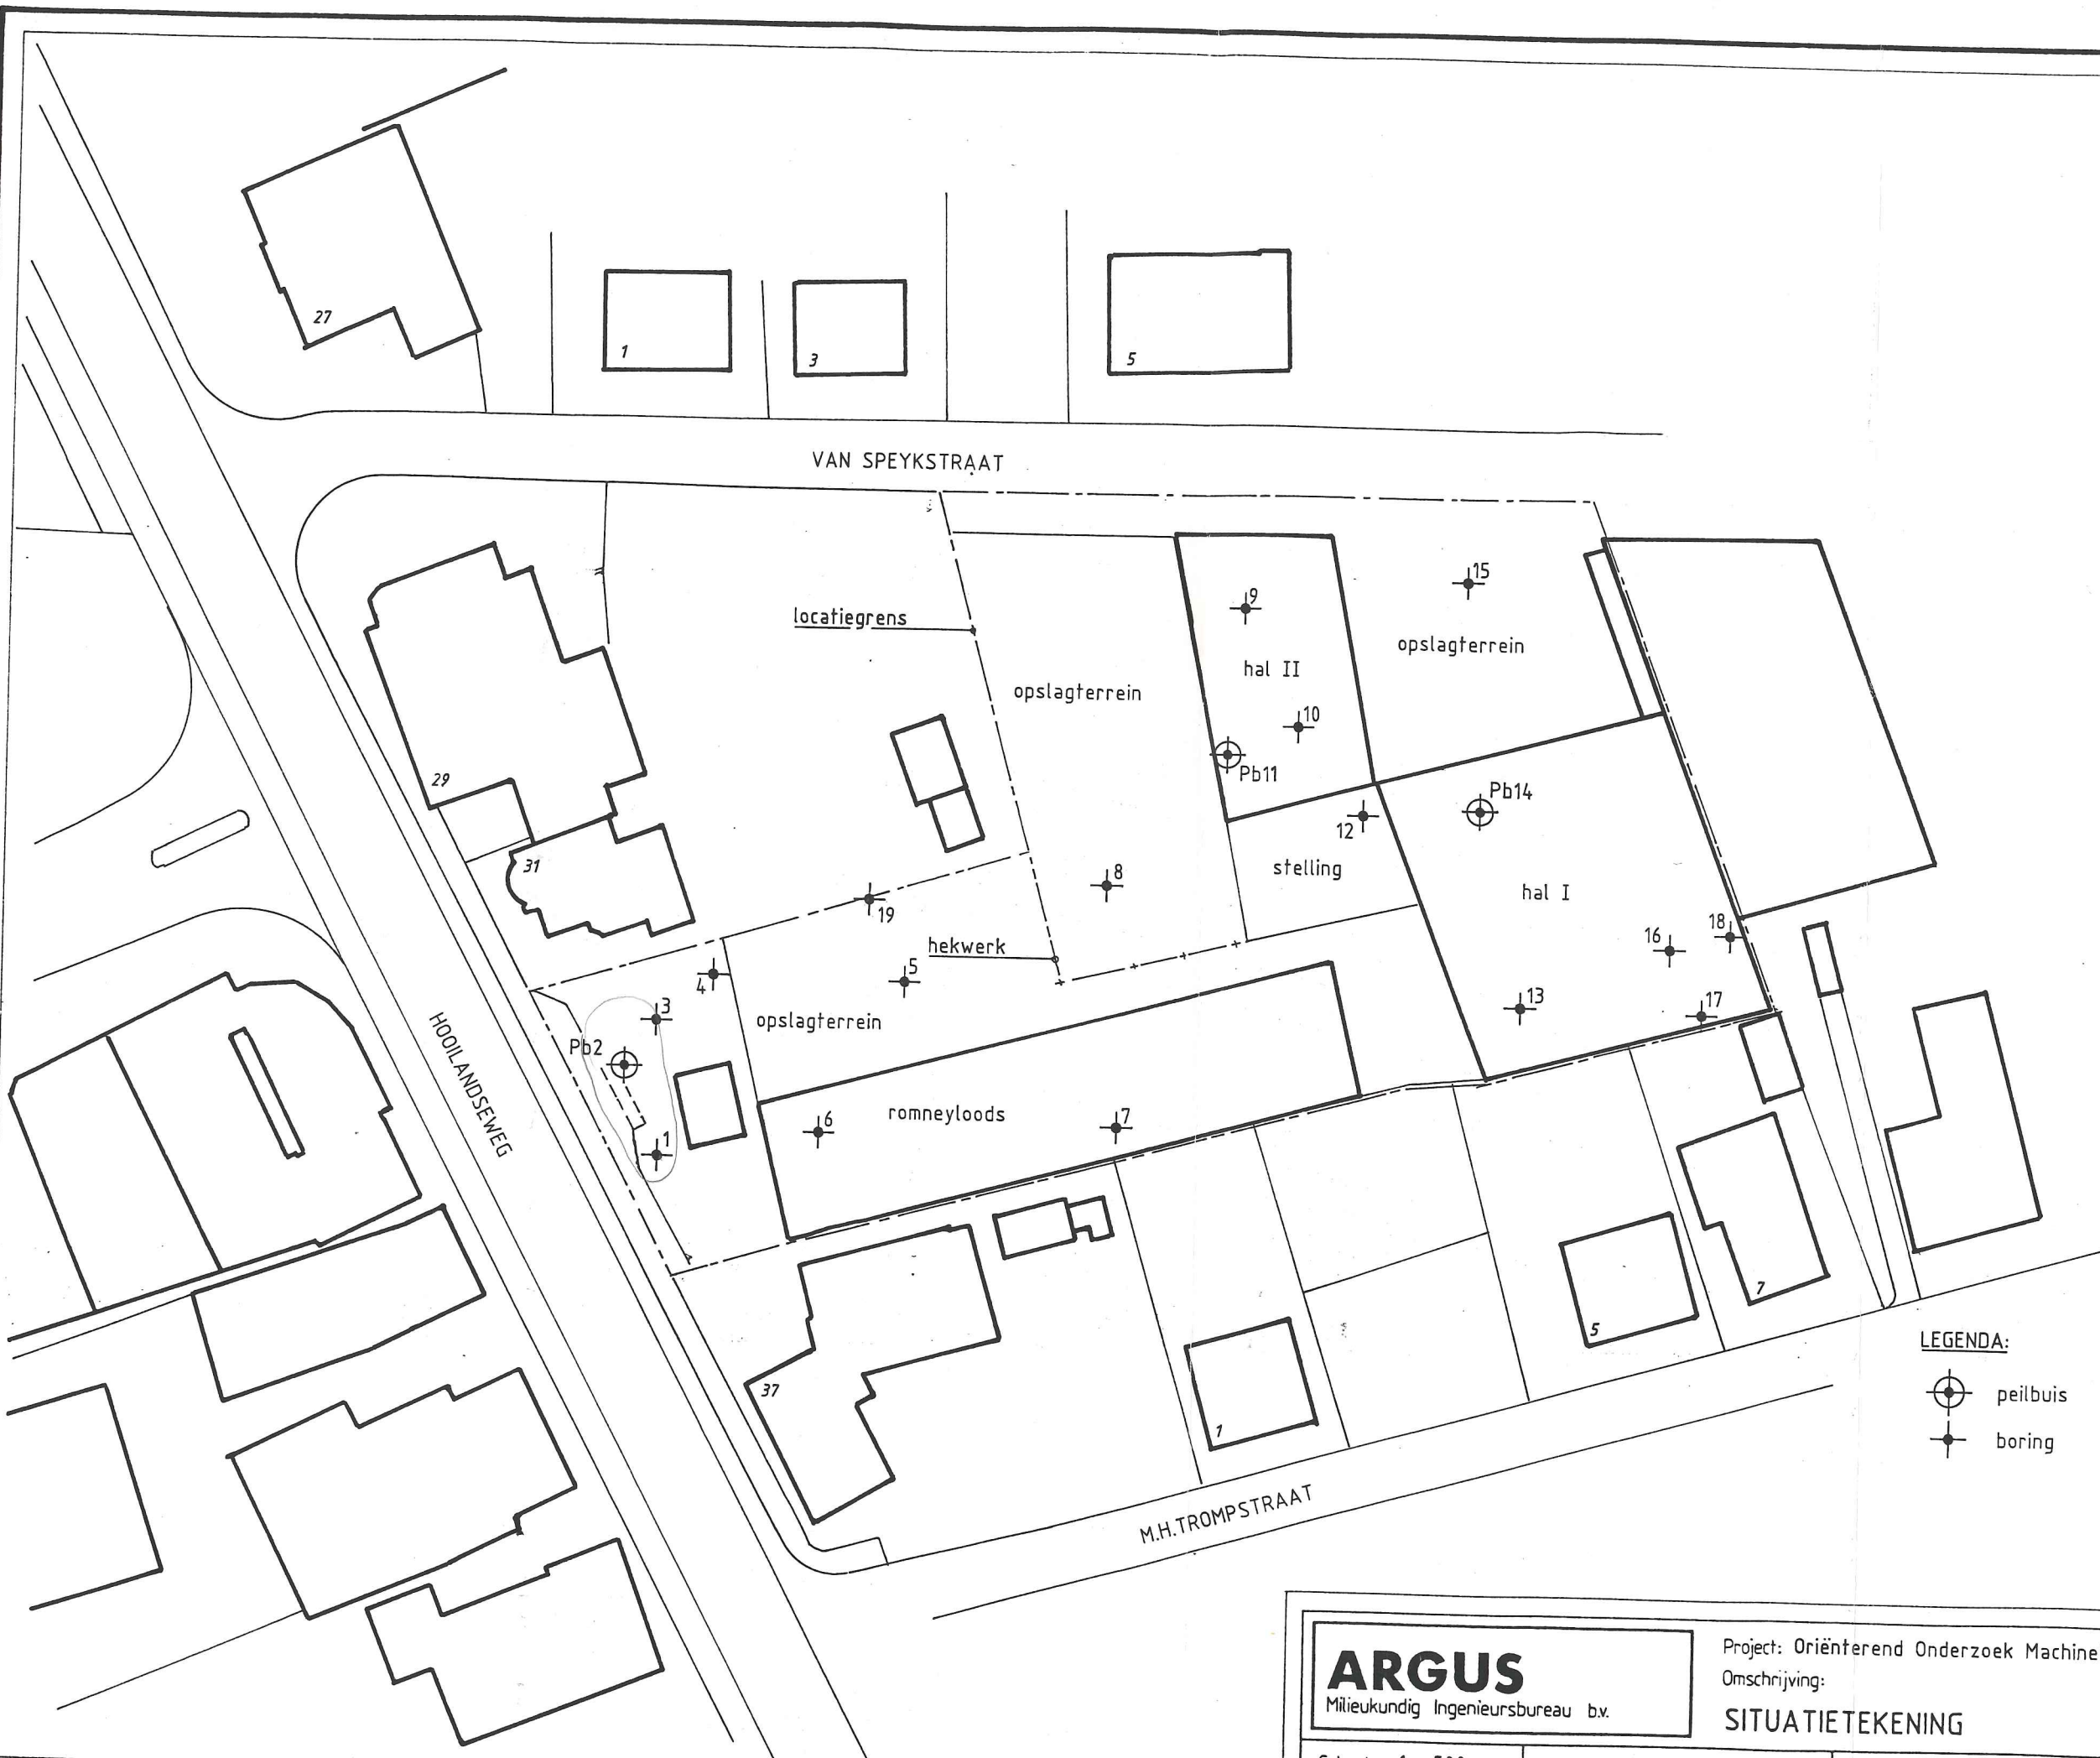 27
1
3
5
VAN SPEYKSTRAAT
locatiegrens
opslagterrein
9
hal II
10
Pb11
15
opslagterrein
29
31
Pb14
12
stelling
hal I
8
19
hekwerk
18
16
13
17
4
5
3
opslagterrein
Pb2
HOOILANDSEWEG
6
romneyloods
7
1
37
1
5
7
M.H.TROMPSTRAAT
LEGENDA:
peilbuis
boring
ARGUS
Milieukundig Ingenieursbureau b.v.
Project: Oriënterend Onderzoek Machine
Omschrijving:
SITUATIETEKENING